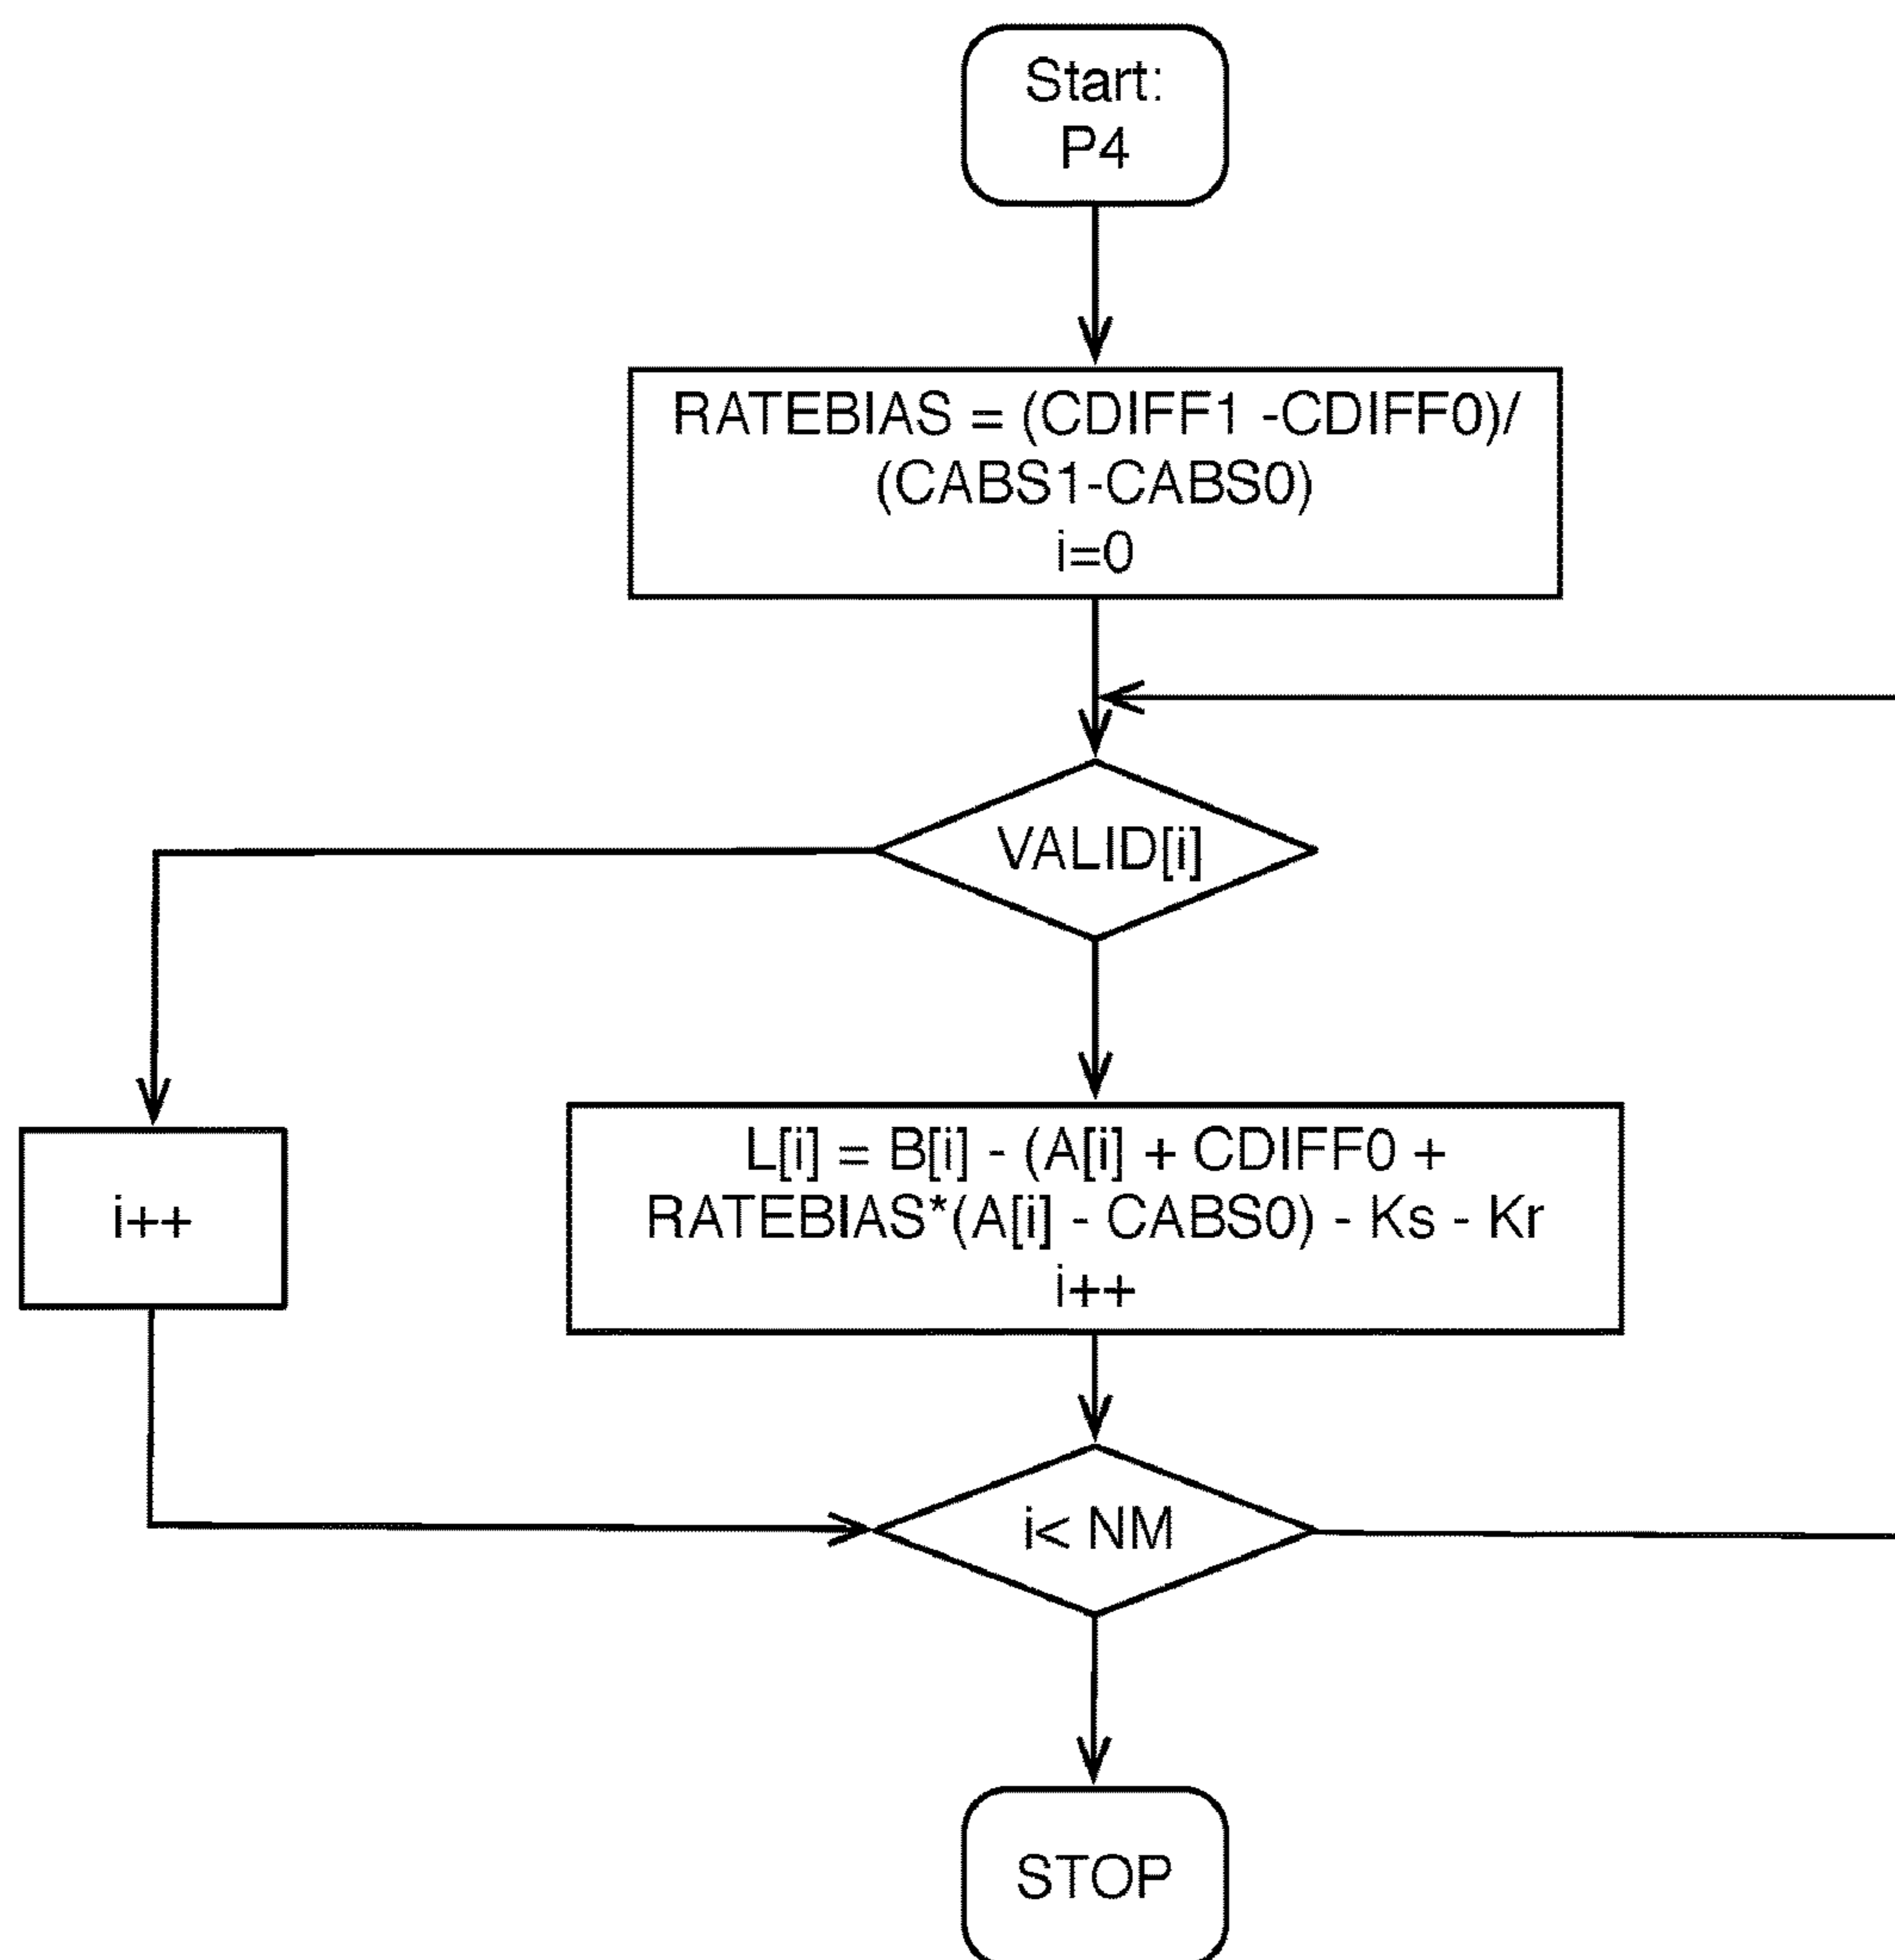 Start:
P4
RATEBIAS = (CDIFF1 -CDIFF0)/
(CABS1-CABS0)
i=0
VALID[i]
L[i] = B[i] - (A[i] + CDIFF0 +
RATEBIAS*(A[i] - CABS0) - Ks - Kr
i++
i++
i< NM
STOP